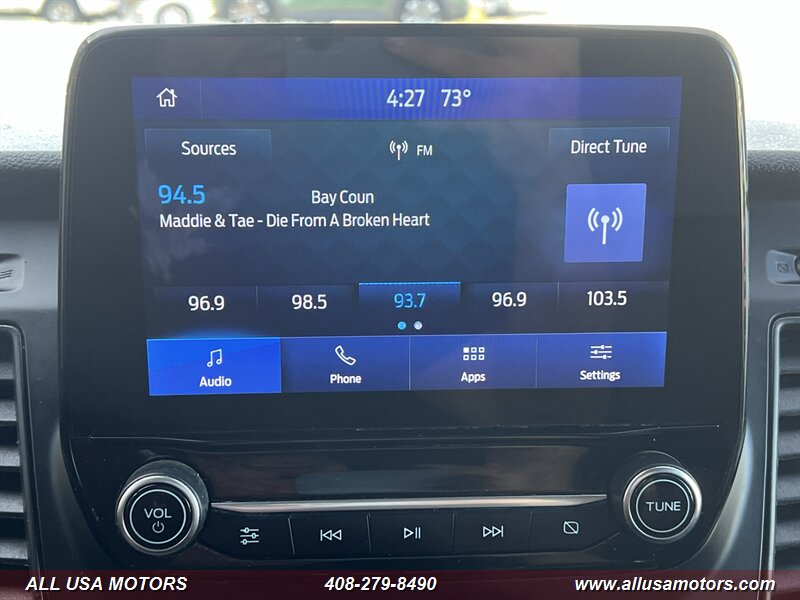 4:27 73°
Sources FM Direct Tune
94.5 Bay Coun
Maddie & Tae - Die From A Broken Heart
96.9 98.5 93.7 96.9 103.5
Audio Phone Apps Settings
VOL TUNE
ALL USA MOTORS 408-279-8490 www.allusamotors.com